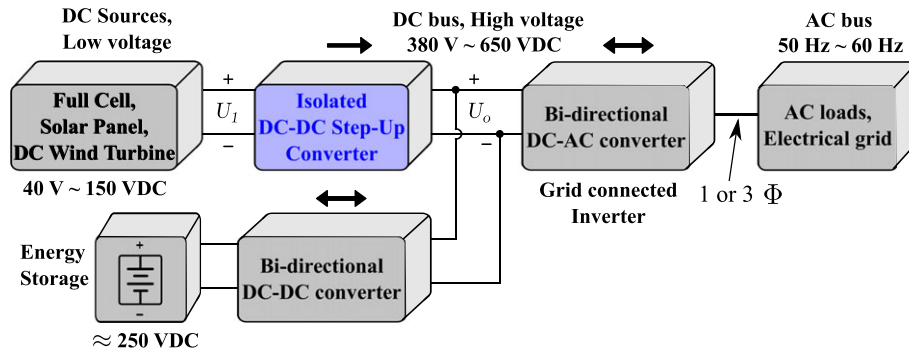 DC Sources,
Low voltage
DC bus, High voltage
380 V ~ 650 VDC
AC bus
50 Hz ~ 60 Hz
Full Cell,
Solar Panel,
DC Wind Turbine
+
U1
−
Isolated
DC-DC Step-Up
Converter
+
Uo
−
Bi-directional
DC-AC converter
AC loads,
Electrical grid
40 V ~ 150 VDC
Grid connected
Inverter
1 or 3 Φ
Energy
Storage
+
−
Bi-directional
DC-DC converter
≈ 250 VDC